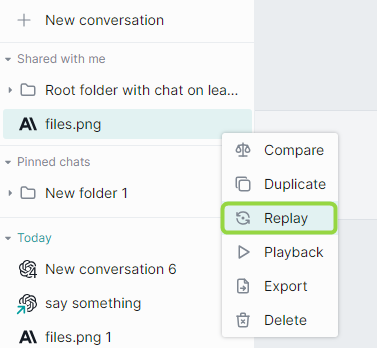 New conversation
Shared with me
Root folder with chat on lea...
files.png
Pinned chats
New folder 1
Today
New conversation 6
say something
files.png 1
Compare
Duplicate
Replay
Playback
Export
Delete